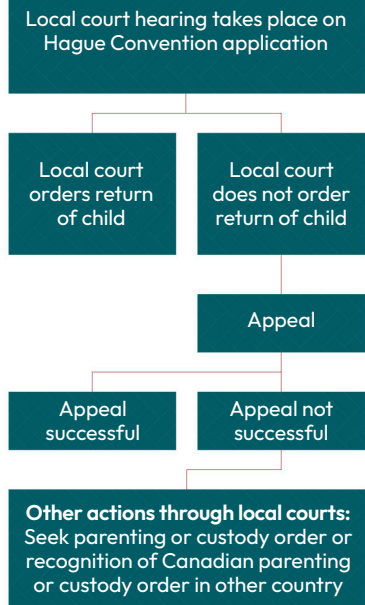 Local court hearing takes place on
Hague Convention application
Local court
orders return
of child
Local court
does not order
return of child
Appeal
Appeal
successful
Appeal not
successful
Other actions through local courts:
Seek parenting or custody order or
recognition of Canadian parenting
or custody order in other country